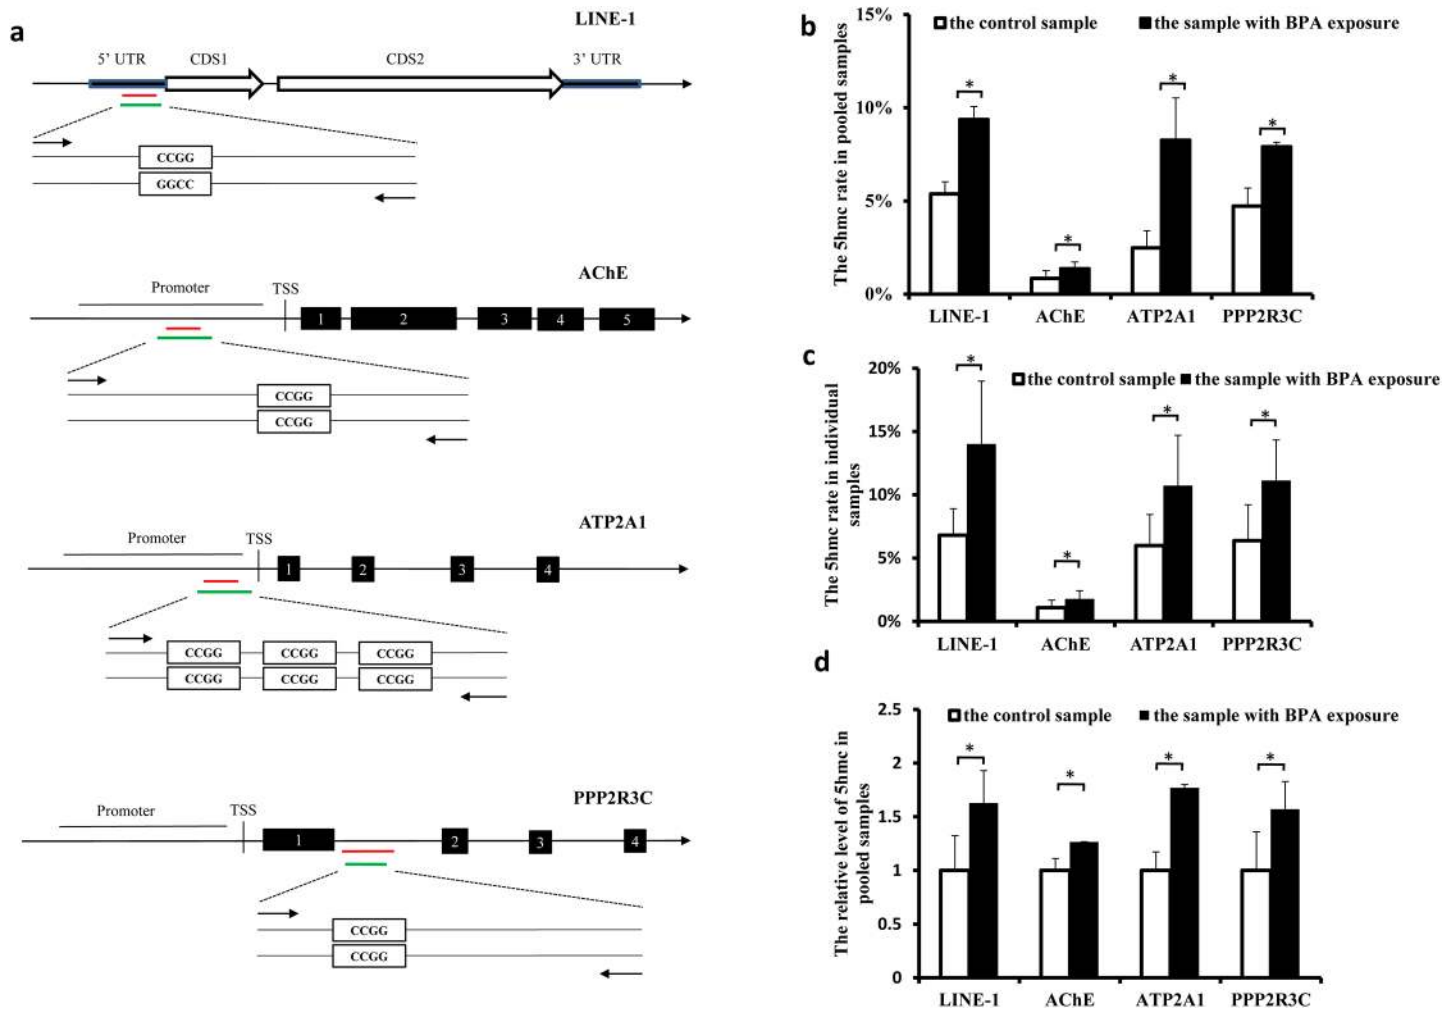 a
LINE-1
5' UTR
CDS1
CDS2
3' UTR
CCGG
GGCC
AChE
Promoter
TSS
1
2
3
4
5
CCGG
CCGG
ATP2A1
Promoter
TSS
1
2
3
4
CCGG
CCGG
CCGG
CCGG
CCGG
CCGG
PPP2R3C
Promoter
TSS
1
2
3
4
CCGG
CCGG
b
The 5hmc rate in pooled samples
15%
10%
5%
0%
the control sample
the sample with BPA exposure
*
*
*
*
LINE-1
AChE
ATP2A1
PPP2R3C
c
The 5hmc rate in individual
samples
20%
15%
10%
5%
0%
the control sample
the sample with BPA exposure
*
*
*
*
LINE-1
AChE
ATP2A1
PPP2R3C
d
The relative level of 5hmc in
pooled samples
2.5
2
1.5
1
0.5
0
the control sample
the sample with BPA exposure
*
*
*
*
LINE-1
AChE
ATP2A1
PPP2R3C